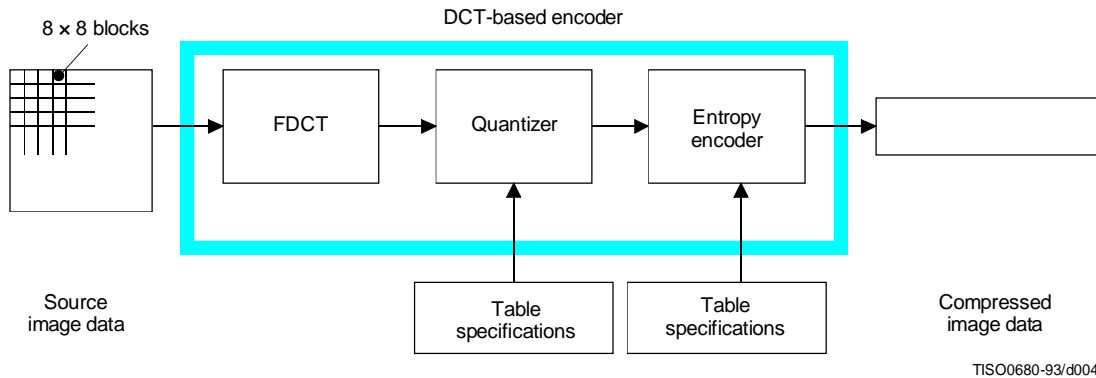 DCT-based encoder
8 × 8 blocks
FDCT
Quantizer
Entropy
encoder
Source
image data
Table
specifications
Table
specifications
Compressed
image data
TISO0680-93/d004